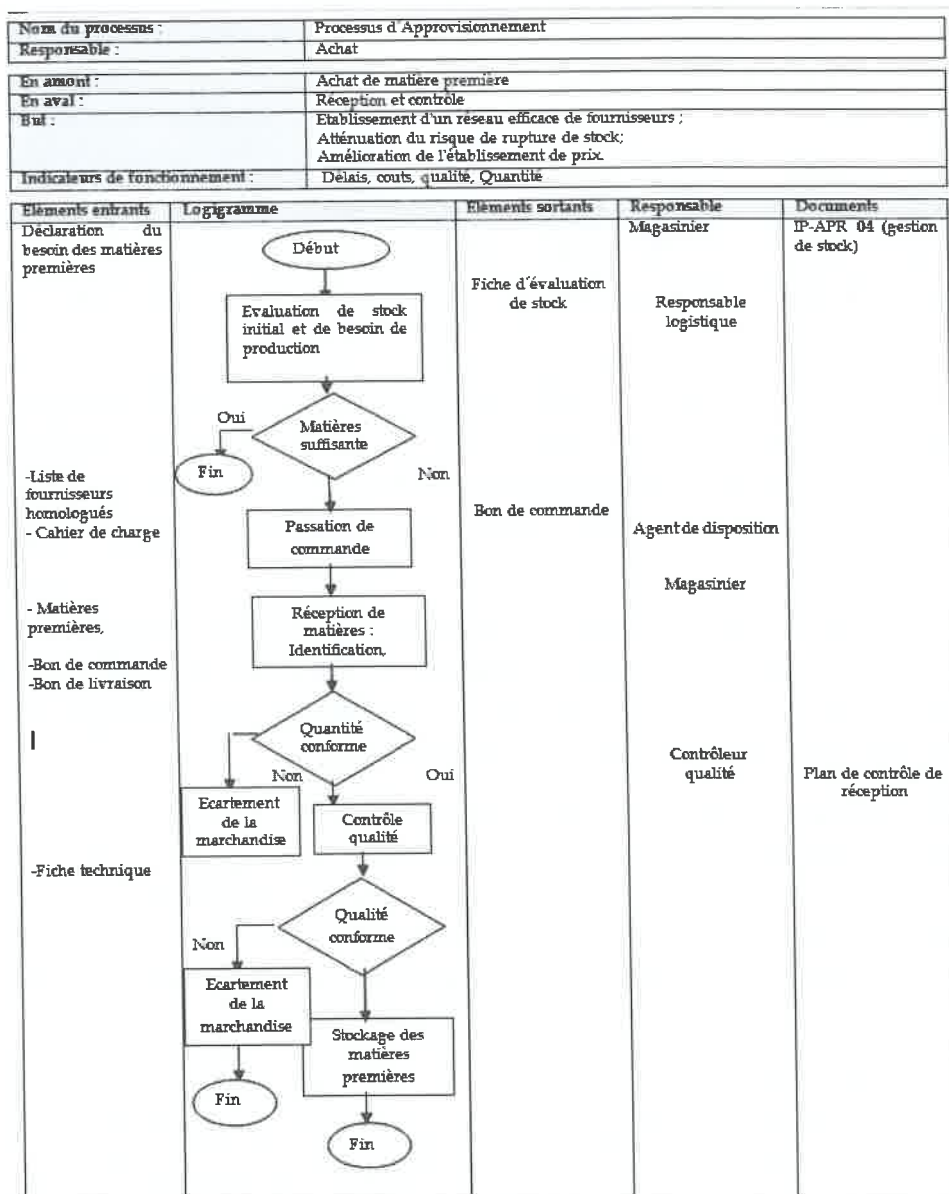 Nom du processus : Processus d'Approvisionnement
Responsable : Achat
En amont : Achat de matière première
En aval : Réception et contrôle
But : Etablissement d'un réseau efficace de fournisseurs ;
Atténuation du risque de rupture de stock;
Amélioration de l'établissement de prix.
Indicateurs de fonctionnement : Délais, couts, qualité, Quantité
Eléments entrants Logigramme Eléments sortants Responsable Documents
Déclaration du
besoin des matières
premières
-Liste de
fournisseurs
homologués
- Cahier de charge
- Matières
premières,
-Bon de commande
-Bon de livraison
-Fiche technique
Début
Evaluation de stock
initial et de besoin de
production
Oui
Matières
suffisante
Fin
Non
Passation de
commande
Réception de
matières :
Identification,
Quantité
conforme
Non
Oui
Ecartement
de la
marchandise
Contrôle
qualité
Qualité
conforme
Non
Ecartement
de la
marchandise
Stockage des
matières
premières
Fin
Fin
Fiche d'évaluation
de stock
Bon de commande
Magasinier
Responsable
logistique
Agent de disposition
Magasinier
Contrôleur
qualité
IP-APR 04 (gestion
de stock)
Plan de contrôle de
réception